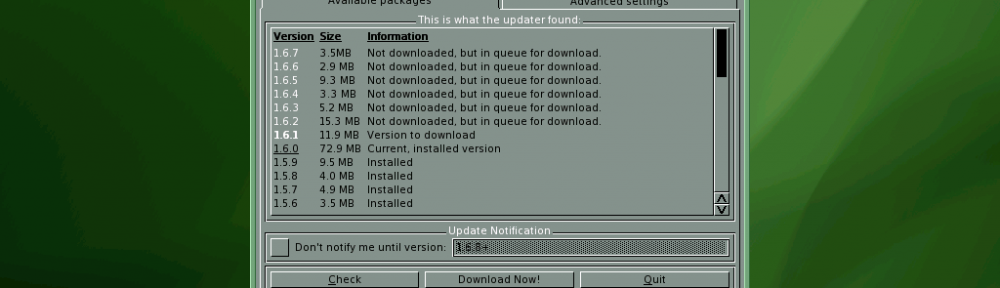 Available packages Advanced settings
This is what the updater found:
Version Size Information
1.6.7 3.5MB Not downloaded, but in queue for download.
1.6.6 2.9 MB Not downloaded, but in queue for download.
1.6.5 9.3 MB Not downloaded, but in queue for download.
1.6.4 3.3 MB Not downloaded, but in queue for download.
1.6.3 5.2 MB Not downloaded, but in queue for download.
1.6.2 15.3 MB Not downloaded, but in queue for download.
1.6.1 11.9 MB Version to download
1.6.0 72.9 MB Current, installed version
1.5.9 9.5 MB Installed
1.5.8 4.0 MB Installed
1.5.7 4.9 MB Installed
1.5.6 3.5 MB Installed
Update Notification
Don't notify me until version: 1.6.8+
Check Download Now! Quit